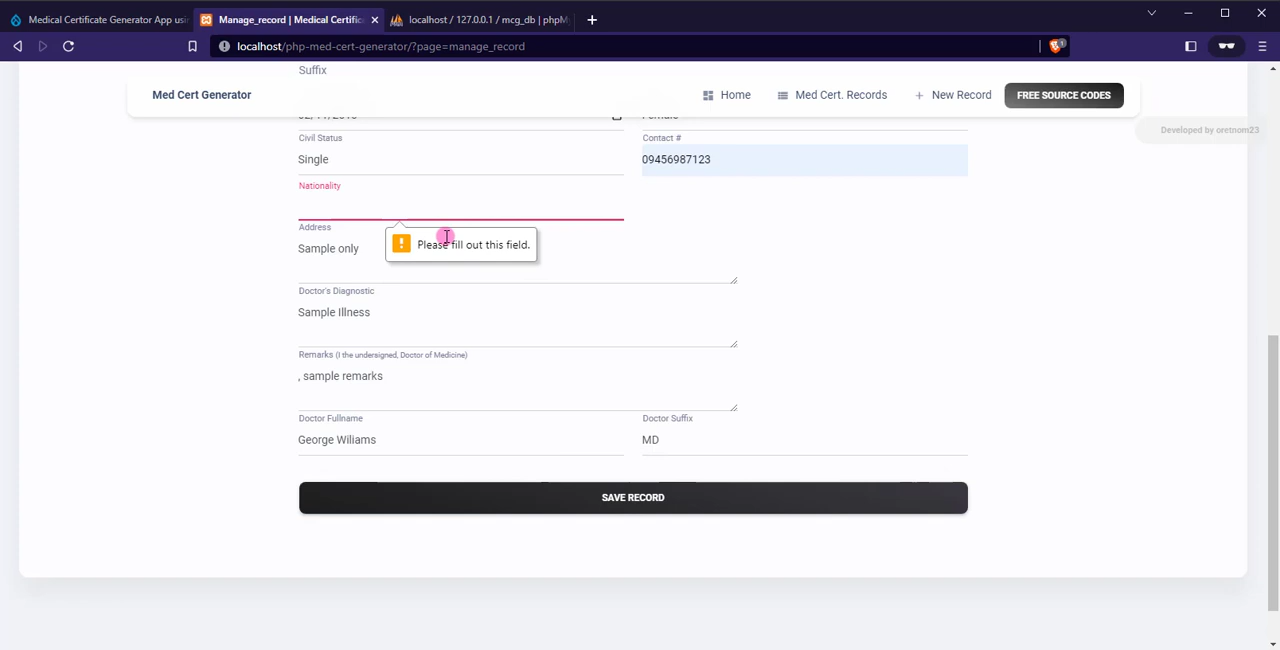 Medical Certificate Generator App usi
Manage_record | Medical Certific
localhost / 127.0.0.1 / mcg_db | phpM
localhost/php-med-cert-generator/?page=manage_record
1
Suffix
Med Cert Generator
Home
Med Cert. Records
New Record
FREE SOURCE CODES
Developed by oretnom23
Civil Status
Contact #
Single
09456987123
Nationality
Address
Please fill out this field.
Sample only
Doctor's Diagnostic
Sample Illness
Remarks (I the undersigned, Doctor of Medicine)
, sample remarks
Doctor Fullname
Doctor Suffix
George Wiliams
MD
SAVE RECORD